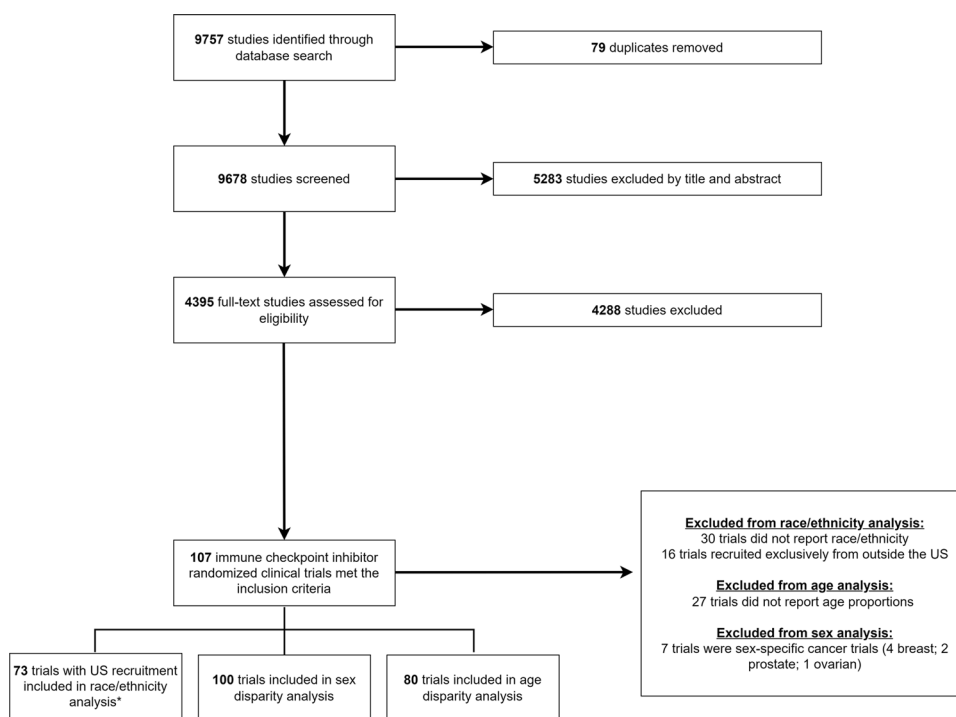 9757 studies identified through
database search
79 duplicates removed
9678 studies screened
5283 studies excluded by title and abstract
4395 full-text studies assessed for
eligibility
4288 studies excluded
107 immune checkpoint inhibitor
randomized clinical trials met the
inclusion criteria
Excluded from race/ethnicity analysis:
30 trials did not report race/ethnicity
16 trials recruited exclusively from outside the US
Excluded from age analysis:
27 trials did not report age proportions
Excluded from sex analysis:
7 trials were sex-specific cancer trials (4 breast; 2
prostate; 1 ovarian)
73 trials with US recruitment
included in race/ethnicity
analysis*
100 trials included in sex
disparity analysis
80 trials included in age
disparity analysis